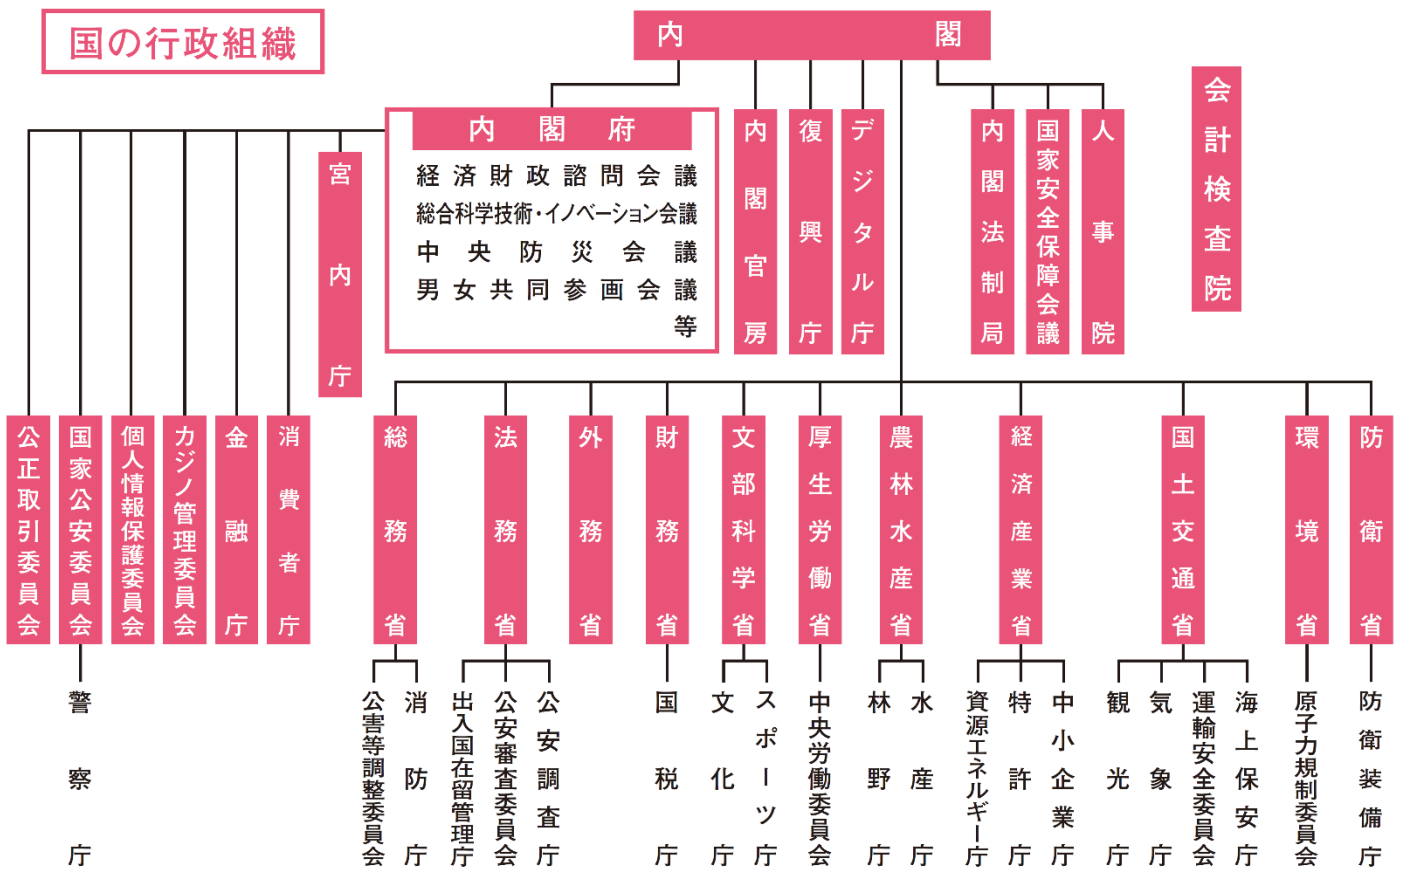 国の行政組織
内閣
会計検査院
内閣府
経済財政諮問会議
総合科学技術・イノベーション会議
中央防災会議
男女共同参画会議
等
内閣官房
復興庁
デジタル庁
内閣法制局
国家安全保障会議
人事院
宮内庁
公正取引委員会
国家公安委員会
個人情報保護委員会
カジノ管理委員会
金融庁
消費者庁
総務省
法務省
外務省
財務省
文部科学省
厚生労働省
農林水産省
経済産業省
国土交通省
環境省
防衛省
警察庁
公害等調整委員会
消防庁
出入国在留管理庁
公安審査委員会
公安調査庁
国税庁
文化庁
スポーツ庁
中央労働委員会
林野庁
水産庁
資源エネルギー庁
特許庁
中小企業庁
観光庁
気象庁
運輸安全委員会
海上保安庁
原子力規制委員会
防衛装備庁